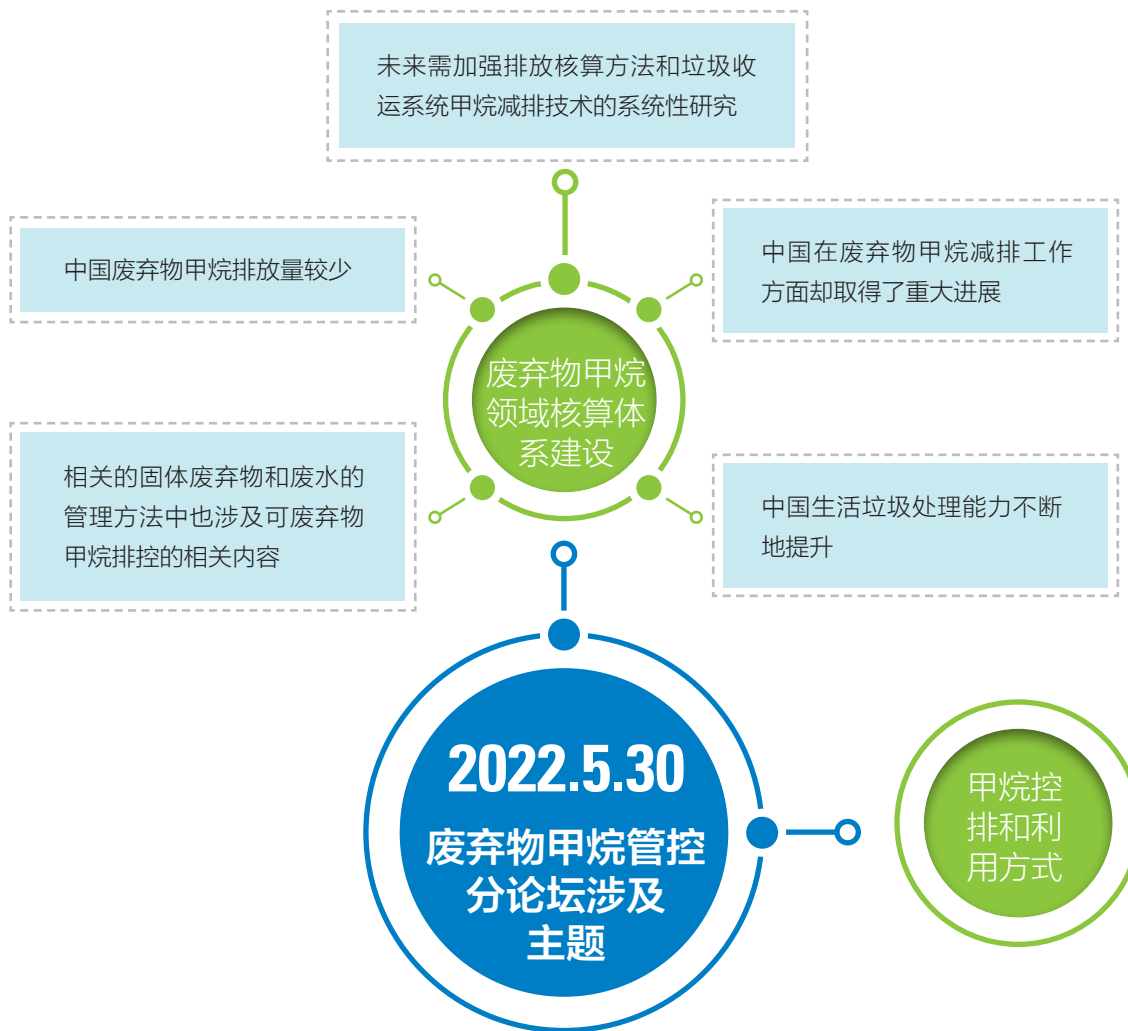 未来需加强排放核算方法和垃圾收
运系统甲烷减排技术的系统性研究
中国废弃物甲烷排放量较少
中国在废弃物甲烷减排工作
方面却取得了重大进展
废弃物甲烷
领域核算体
系建设
相关的固体废弃物和废水的
管理方法中也涉及可废弃物
甲烷排控的相关内容
中国生活垃圾处理能力不断
地提升
2022.5.30
废弃物甲烷管控
分论坛涉及
主题
甲烷控
排和利
用方式